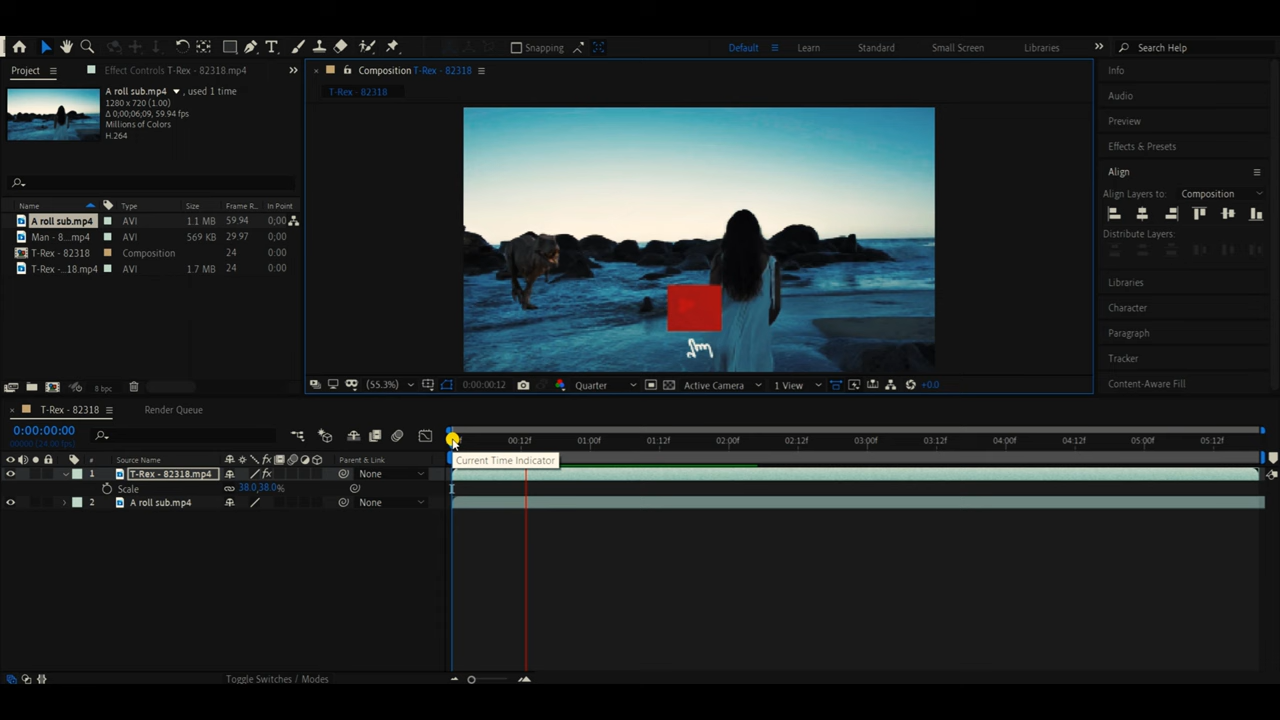 Snapping
Default
Learn
Standard
Small Screen
Libraries
Search Help
Project
Effect Controls T-Rex - 82318.mp4
Composition T-Rex - 82318
Info
A roll sub.mp4 , used 1 time
1280 x 720 (1.00)
Δ 0;00;06;09, 59.94 fps
Millions of Colors
H.264
T-Rex - 82318
Audio
Preview
Effects & Presets
Align
Align Layers to: Composition
Distribute Layers:
Name Type Size Frame R... In Point
A roll sub.mp4 AVI 1.1 MB 59.94 0;00
Man - 8...mp4 AVI 569 KB 29.97 0;00
T-Rex - 82318 Composition 24 0:00
T-Rex -...18.mp4 AVI 1.7 MB 24 0:00
Libraries
Character
Paragraph
Tracker
Content-Aware Fill
8 bpc
(55.3%) 0:00:00:12 Quarter Active Camera 1 View +0.0
T-Rex - 82318
Render Queue
0:00:00:00
00000 (24.00 fps)
00:12f 01:00f 01:12f 02:00f 02:12f 03:00f 03:12f 04:00f 04:12f 05:00f 05:12f
# Source Name fx Parent & Link
Current Time Indicator
1 T-Rex - 82318.mp4 fx None
Scale 38.0,38.0%
2 A roll sub.mp4 None
Toggle Switches / Modes